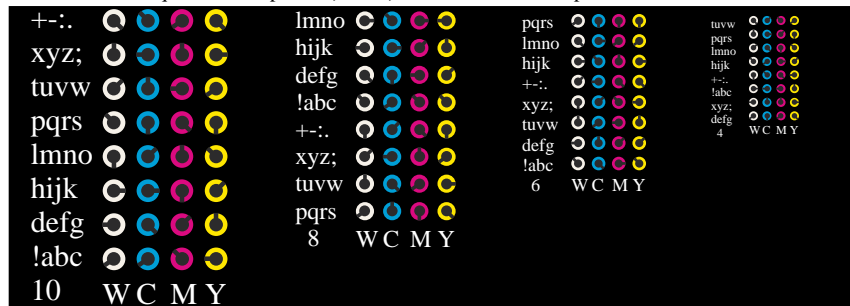 +-:.
xyz;
tuvw
pqrs
lmno
hijk
defg
!abc
10 W C M Y
lmno
hijk
defg
!abc
+-:.
xyz;
tuvw
pqrs
8 W C M Y
pqrs
lmno
hijk
+-:.
xyz;
tuvw
defg
!abc
6 W C M Y
tuvw
pqrs
lmno
hijk
+-:.
!abc
xyz;
defg
4 W C M Y